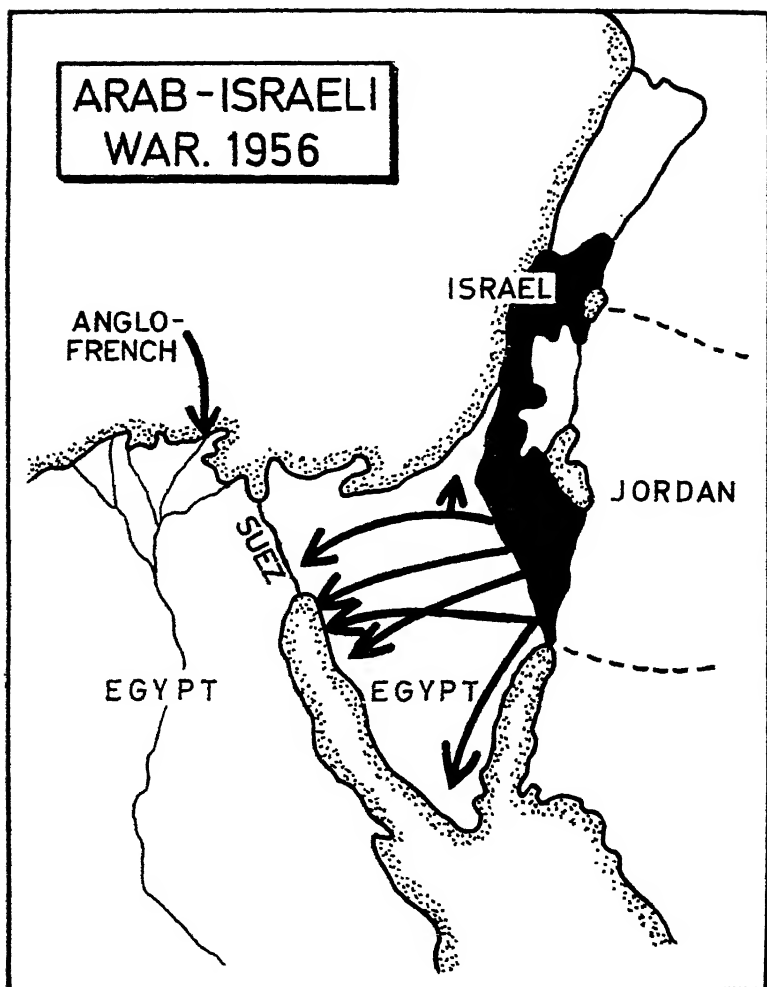 ARAB-ISRAELI
WAR. 1956
ISRAEL
ANGLO-
FRENCH
JORDAN
SUEZ
EGYPT
EGYPT